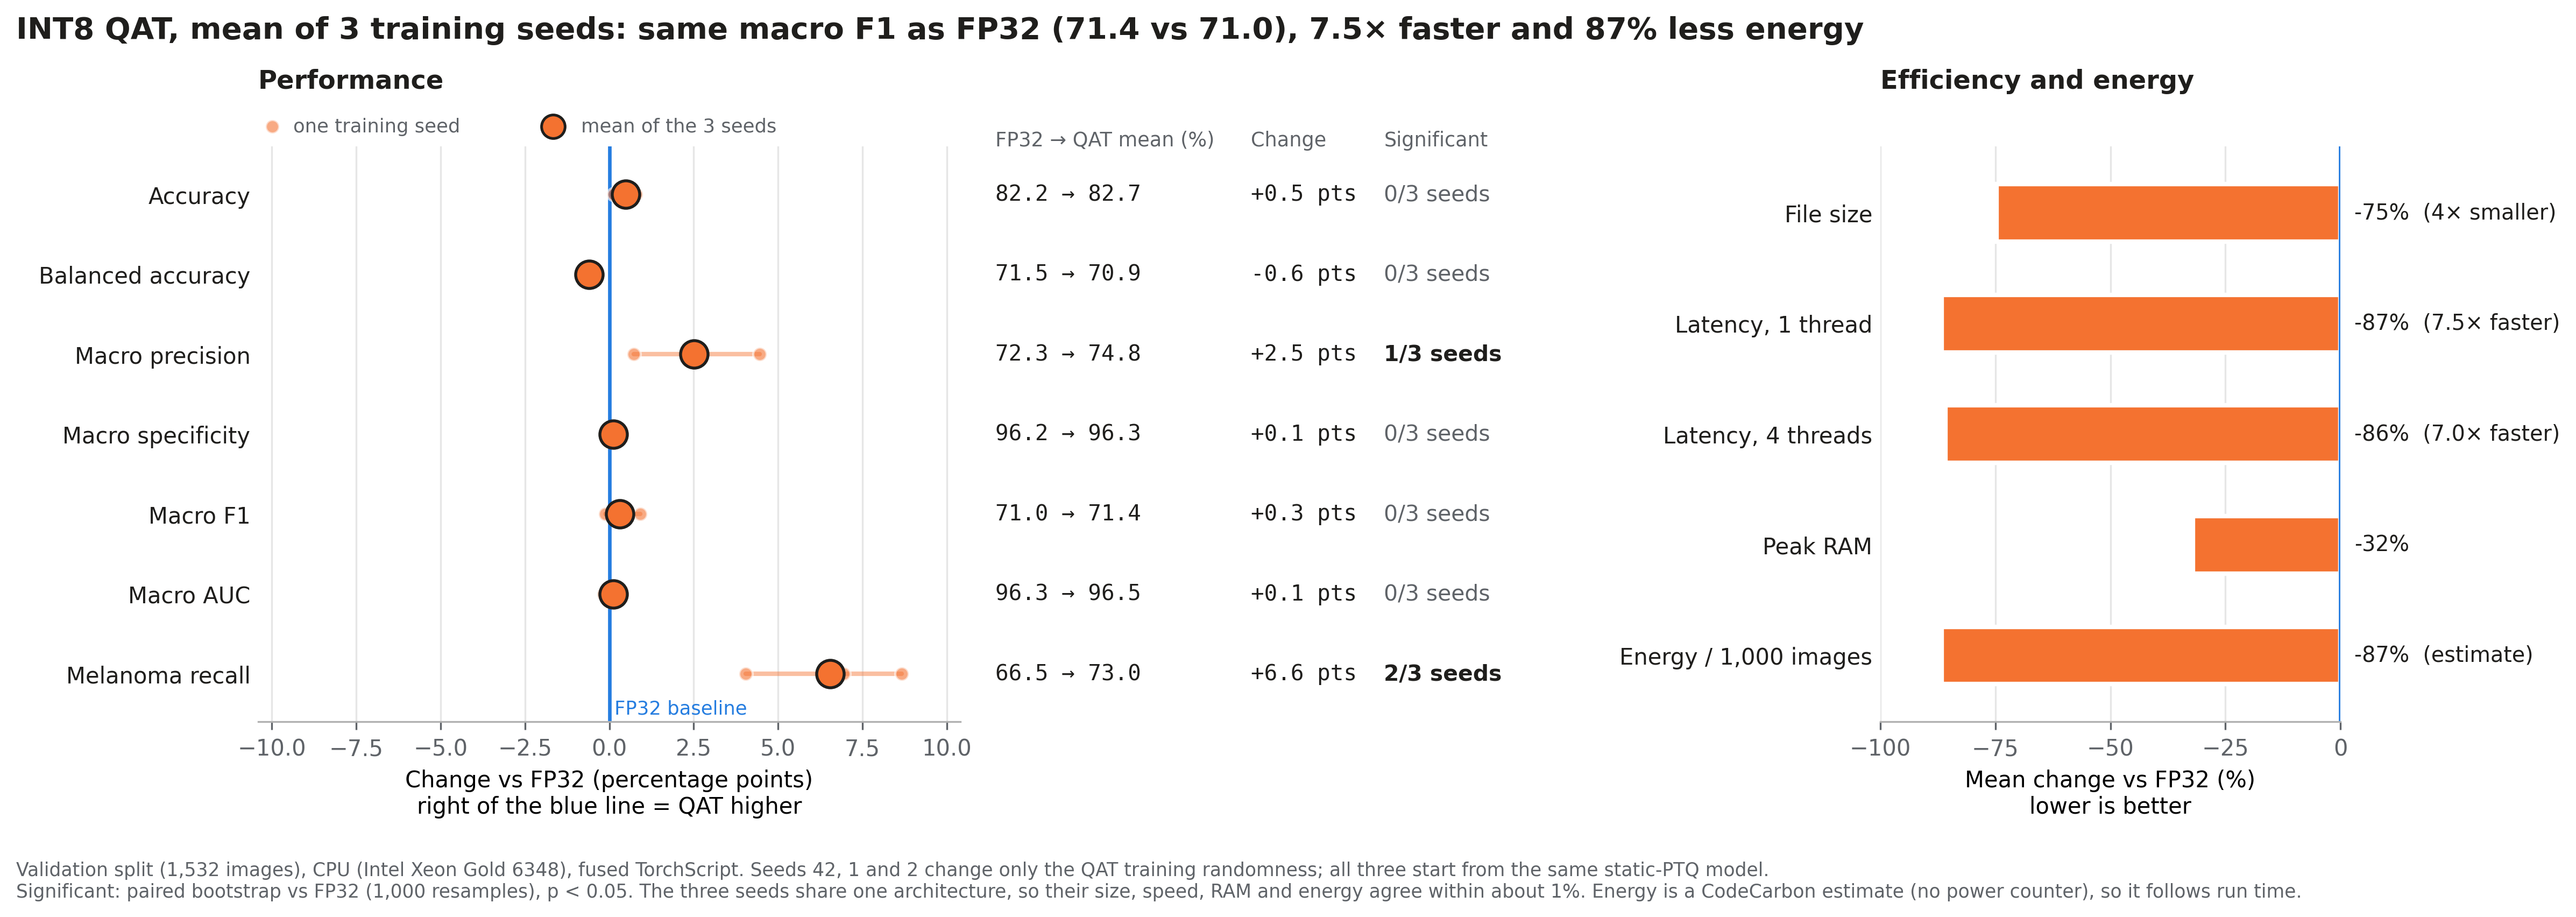 INT8 QAT, mean of 3 training seeds: same macro F1 as FP32 (71.4 vs 71.0), 7.5× faster and 87% less energy
Performance
one training seed
mean of the 3 seeds
FP32 → QAT mean (%) Change Significant
Accuracy 82.2 → 82.7 +0.5 pts 0/3 seeds
Balanced accuracy 71.5 → 70.9 -0.6 pts 0/3 seeds
Macro precision 72.3 → 74.8 +2.5 pts 1/3 seeds
Macro specificity 96.2 → 96.3 +0.1 pts 0/3 seeds
Macro F1 71.0 → 71.4 +0.3 pts 0/3 seeds
Macro AUC 96.3 → 96.5 +0.1 pts 0/3 seeds
Melanoma recall 66.5 → 73.0 +6.6 pts 2/3 seeds
FP32 baseline
−10.0 −7.5 −5.0 −2.5 0.0 2.5 5.0 7.5 10.0
Change vs FP32 (percentage points)
right of the blue line = QAT higher
Efficiency and energy
File size -75% (4× smaller)
Latency, 1 thread -87% (7.5× faster)
Latency, 4 threads -86% (7.0× faster)
Peak RAM -32%
Energy / 1,000 images -87% (estimate)
−100 −75 −50 −25 0
Mean change vs FP32 (%)
lower is better
Validation split (1,532 images), CPU (Intel Xeon Gold 6348), fused TorchScript. Seeds 42, 1 and 2 change only the QAT training randomness; all three start from the same static-PTQ model.
Significant: paired bootstrap vs FP32 (1,000 resamples), p < 0.05. The three seeds share one architecture, so their size, speed, RAM and energy agree within about 1%. Energy is a CodeCarbon estimate (no power counter), so it follows run time.